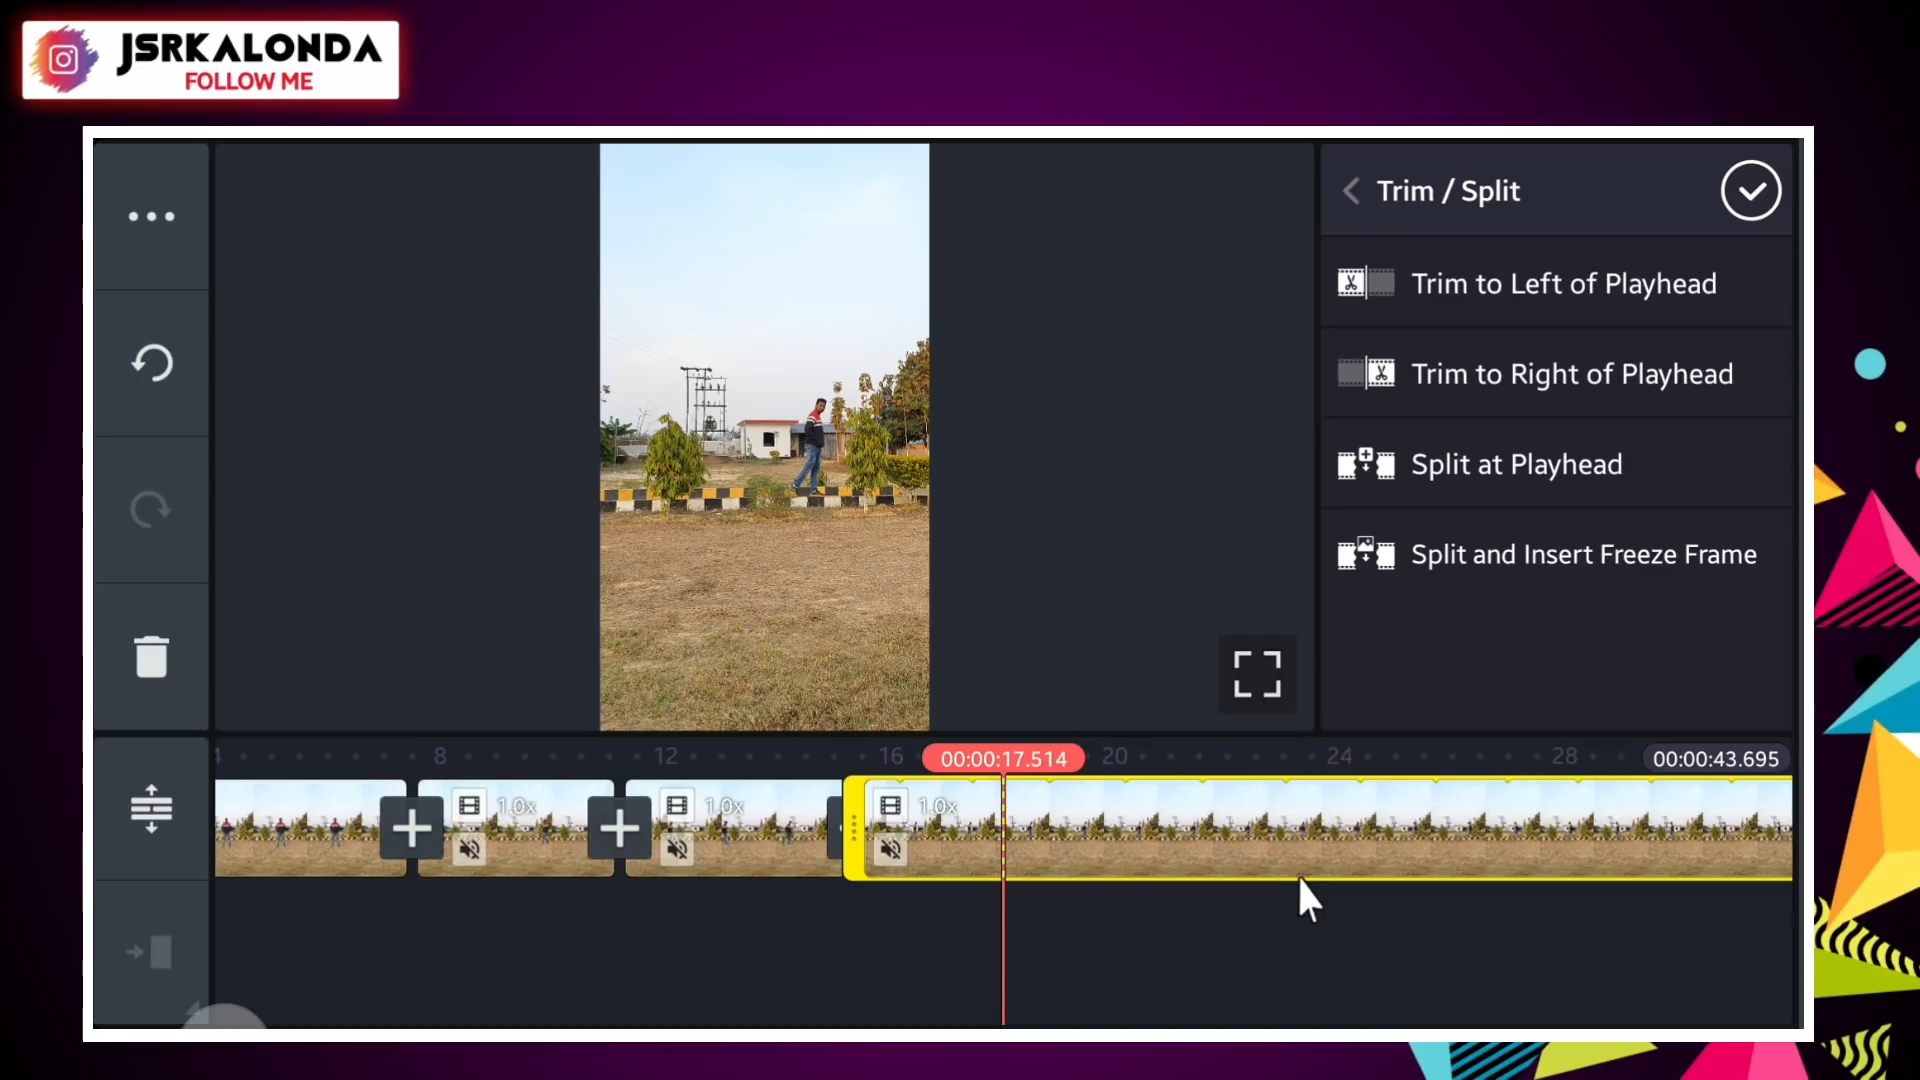 JSRKALONDA
FOLLOW ME
Trim / Split
Trim to Left of Playhead
Trim to Right of Playhead
Split at Playhead
Split and Insert Freeze Frame
4 8 12 16 00:00:17.514 20 24 28 00:00:43.695
1.0x 1.0x 1.0x